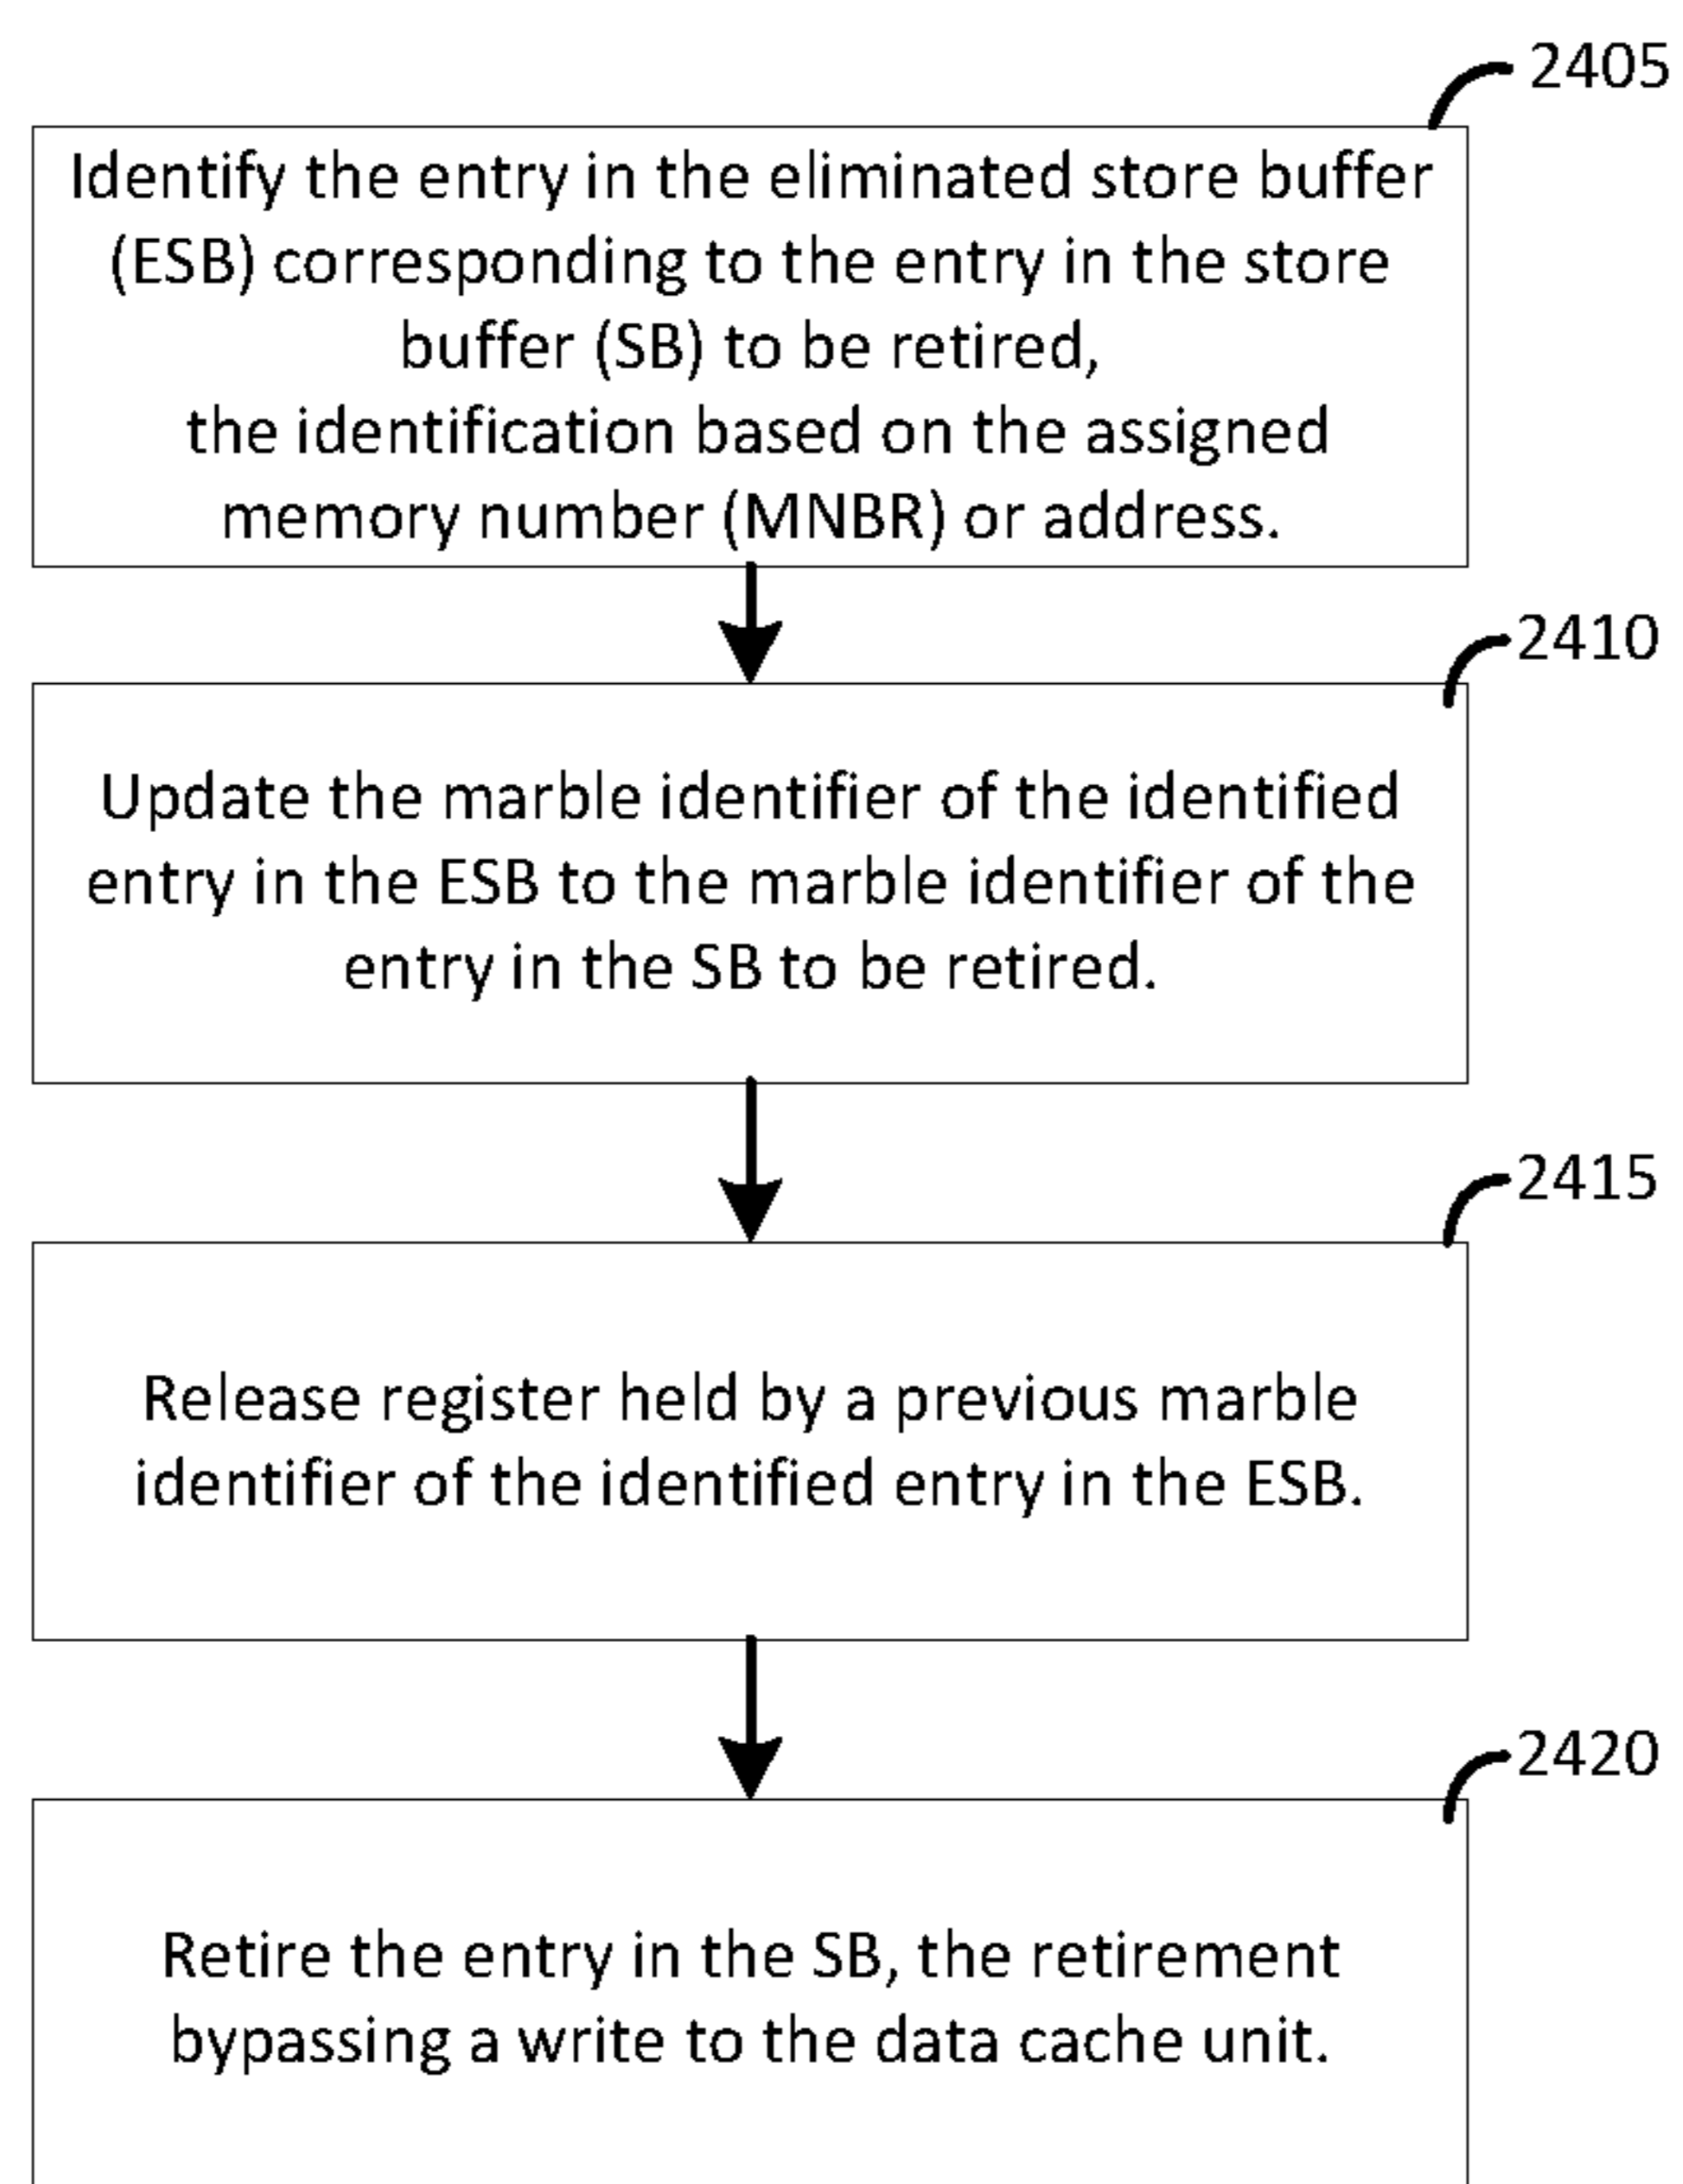 2405
Identify the entry in the eliminated store buffer
(ESB) corresponding to the entry in the store
buffer (SB) to be retired,
the identification based on the assigned
memory number (MNBR) or address.
2410
Update the marble identifier of the identified
entry in the ESB to the marble identifier of the
entry in the SB to be retired.
2415
Release register held by a previous marble
identifier of the identified entry in the ESB.
2420
Retire the entry in the SB, the retirement
bypassing a write to the data cache unit.